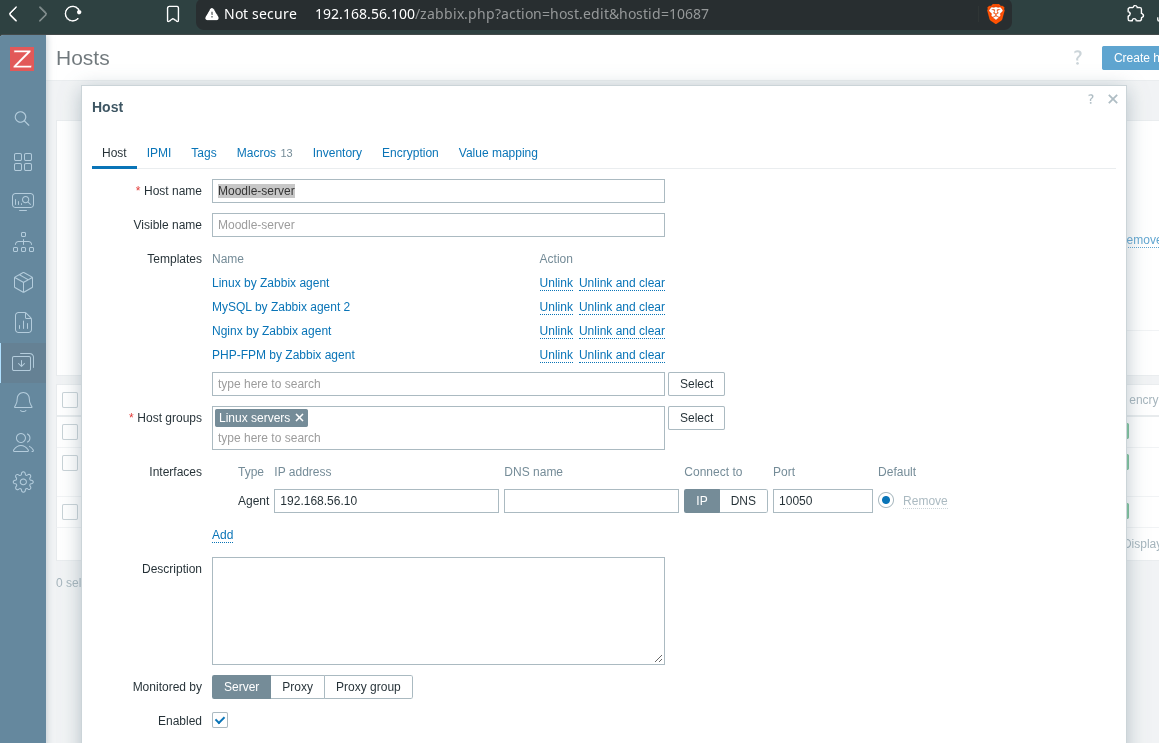 Not secure 192.168.56.100/zabbix.php?action=host.edit&hostid=10687
Z
Hosts
?
Create h
Host
?
Host IPMI Tags Macros 13 Inventory Encryption Value mapping
* Host name Moodle-server
Visible name Moodle-server
Templates Name Action
Linux by Zabbix agent Unlink Unlink and clear
MySQL by Zabbix agent 2 Unlink Unlink and clear
Nginx by Zabbix agent Unlink Unlink and clear
PHP-FPM by Zabbix agent Unlink Unlink and clear
type here to search Select
* Host groups Linux servers Select
type here to search
Interfaces Type IP address DNS name Connect to Port Default
Agent 192.168.56.10 IP DNS 10050 Remove
Add
Description
Monitored by Server Proxy Proxy group
Enabled
emove
encry
Display
0 sel